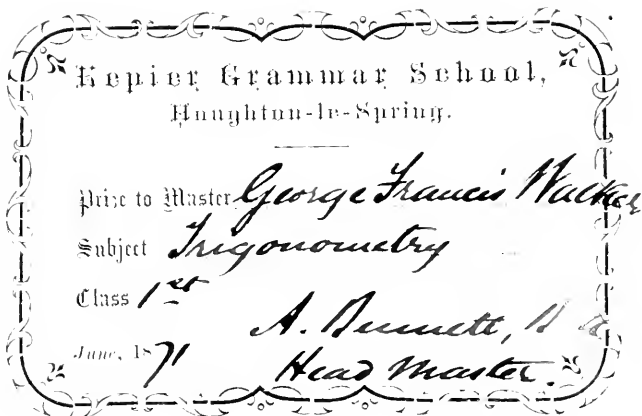 Kepier Grammar School,
Houghton-le-Spring.
Prize to Master George Francis Walker
Subject Trigonometry
Class 1st
A. Bennett,
June, 1871 Head Master.